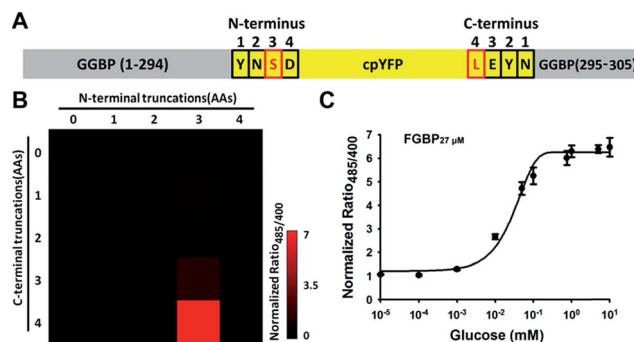 A
N-terminus
C-terminus
1 2 3 4
4 3 2 1
GGBP (1-294)
Y N S D
cpYFP
L E Y N
GGBP(295-305)
B
N-terminal truncations(AAs)
0 1 2 3 4
C-terminal truncations(AAs)
0
1
2
3
4
Normalized Ratio485/400
7
3.5
0
C
FGBP27 μM
Normalized Ratio485/400
7
6
5
4
3
2
1
0
10-5 10-4 10-3 10-2 10-1 100 101
Glucose (mM)